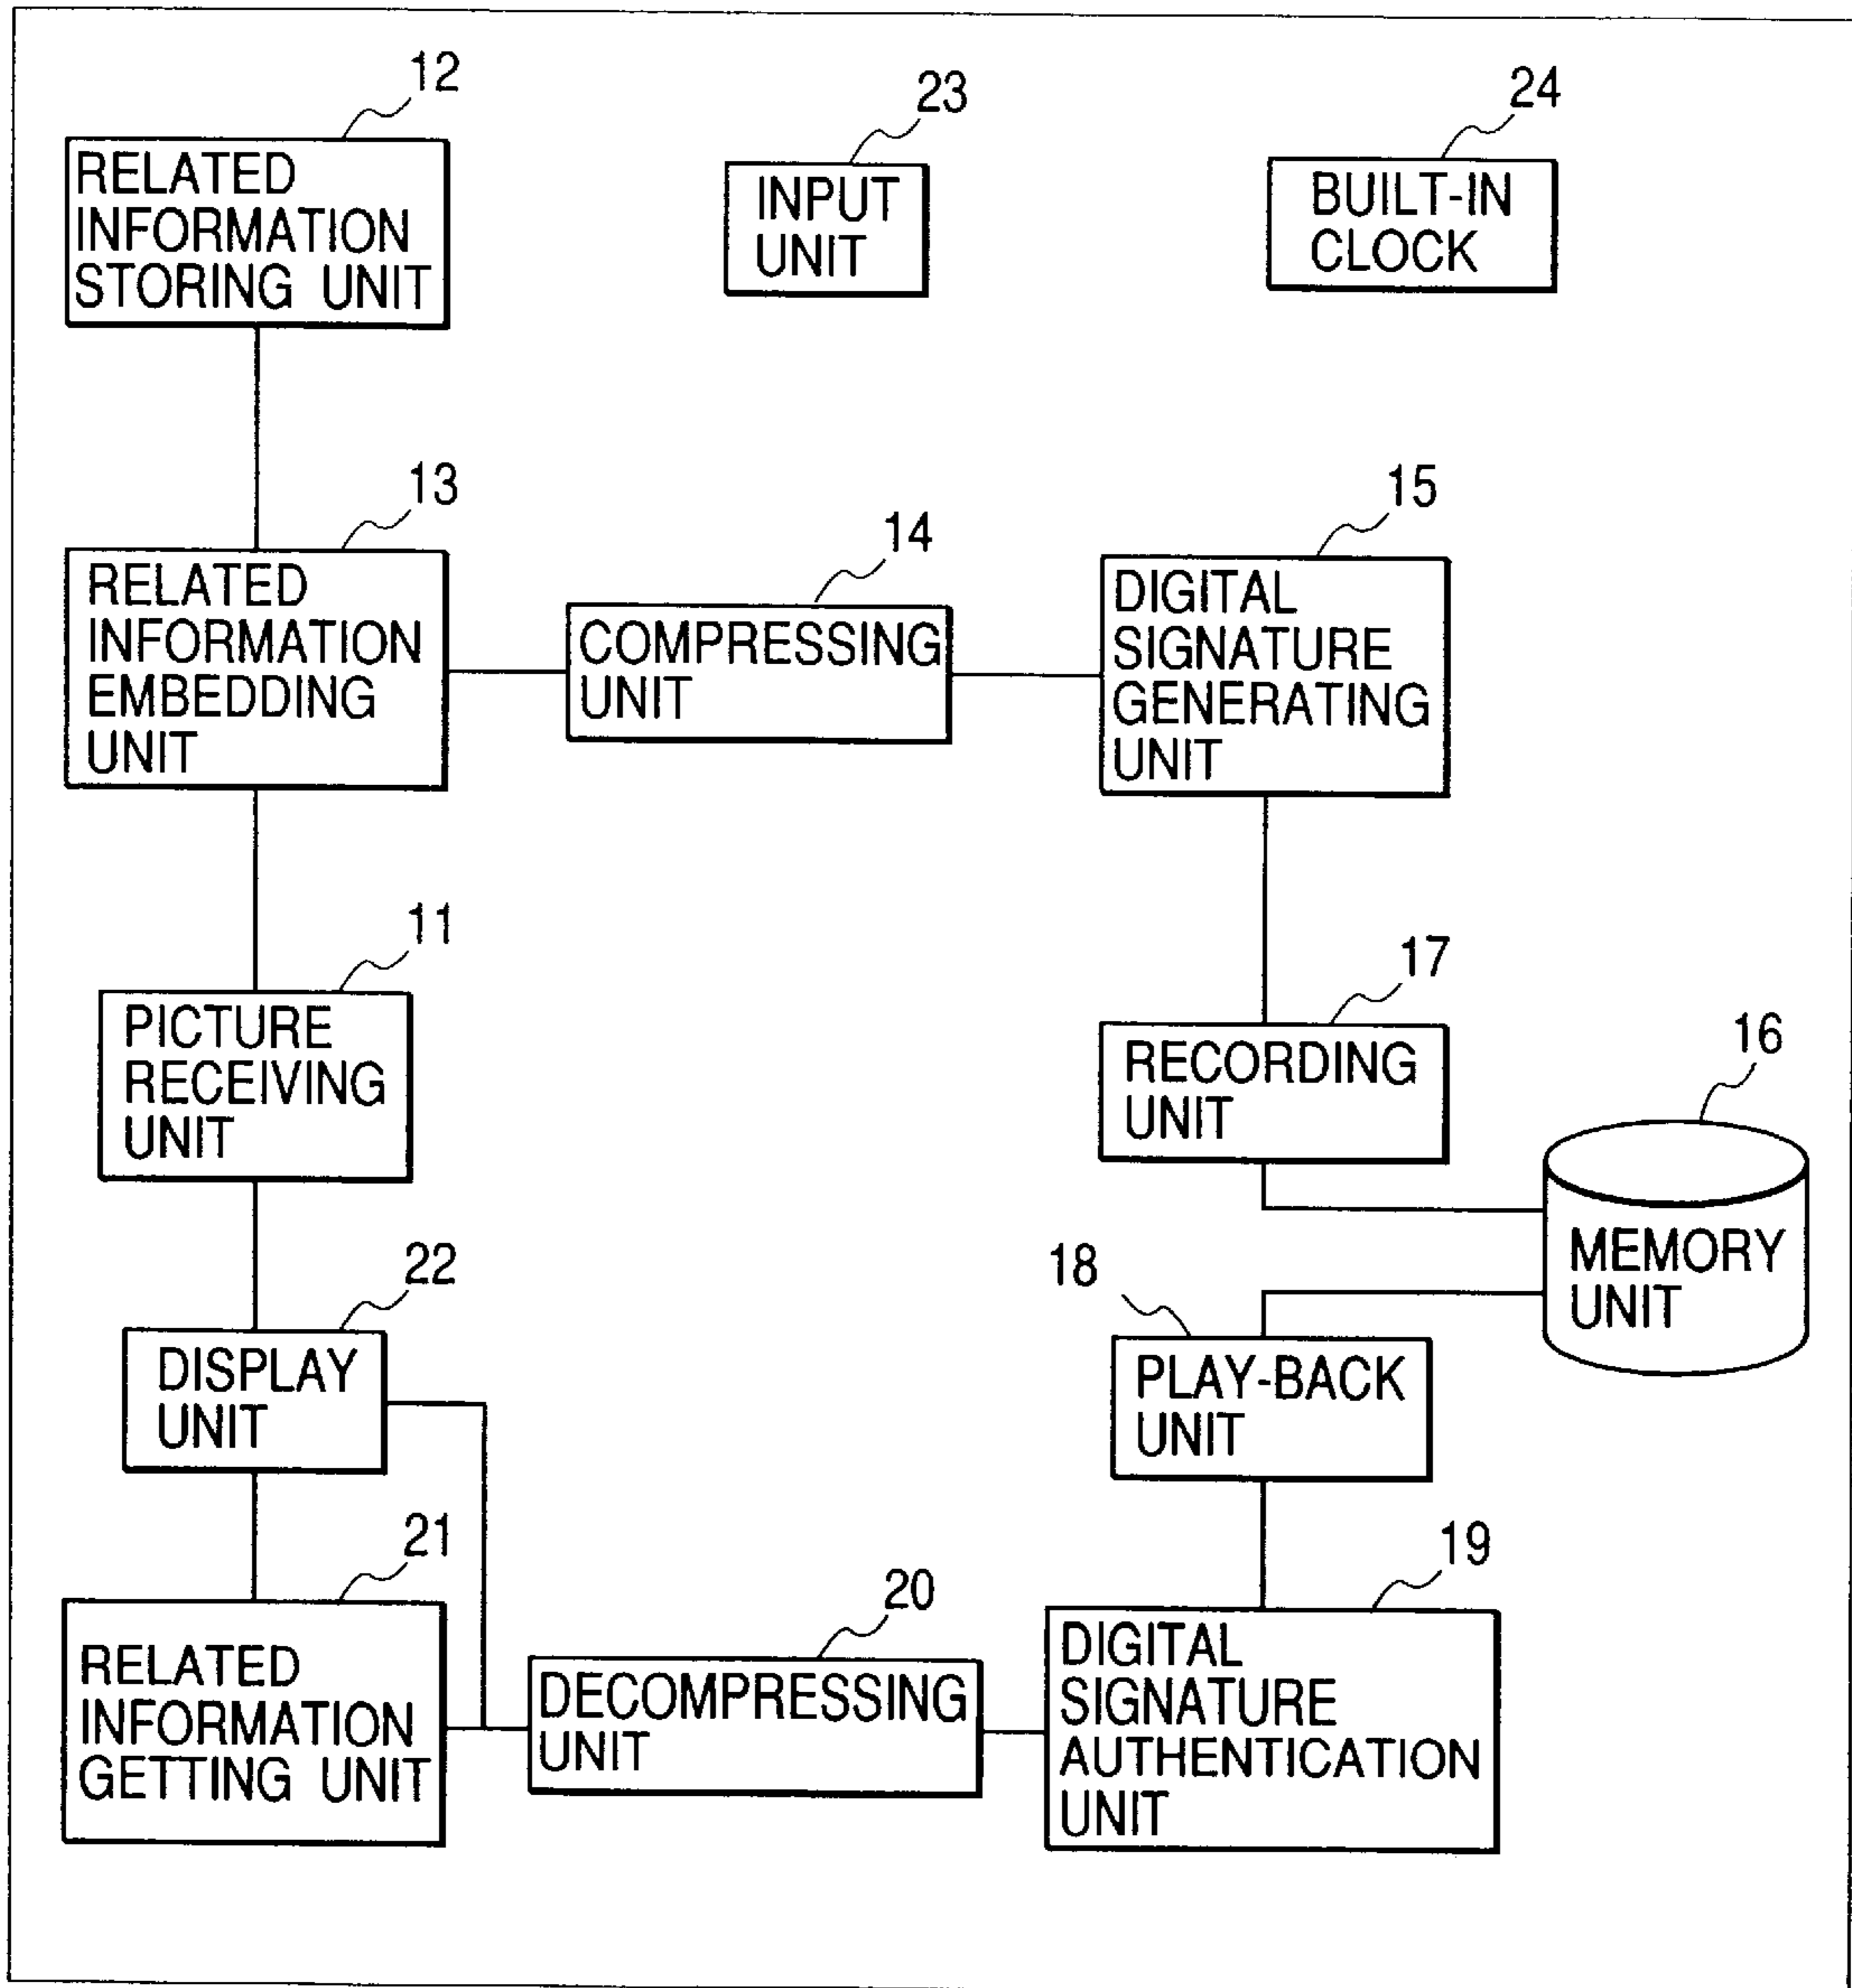 12
RELATED
INFORMATION
STORING UNIT
23
INPUT
UNIT
24
BUILT-IN
CLOCK
13
RELATED
INFORMATION
EMBEDDING
UNIT
14
COMPRESSING
UNIT
15
DIGITAL
SIGNATURE
GENERATING
UNIT
11
PICTURE
RECEIVING
UNIT
17
RECORDING
UNIT
16
MEMORY
UNIT
22
DISPLAY
UNIT
18
PLAY-BACK
UNIT
21
RELATED
INFORMATION
GETTING UNIT
20
DECOMPRESSING
UNIT
19
DIGITAL
SIGNATURE
AUTHENTICATION
UNIT